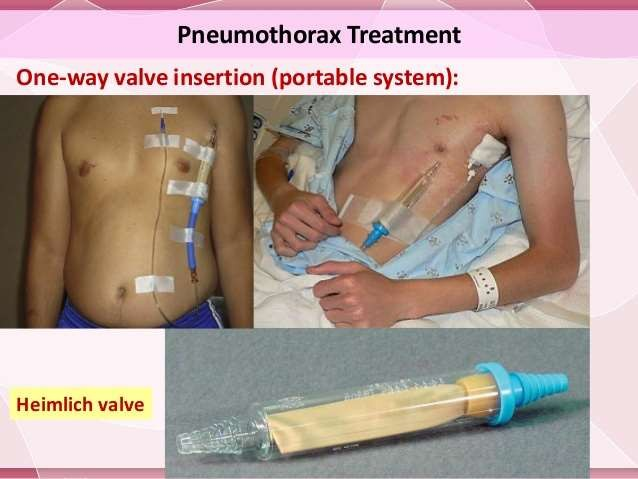 Pneumothorax Treatment
One-way valve insertion (portable system):
Heimlich valve